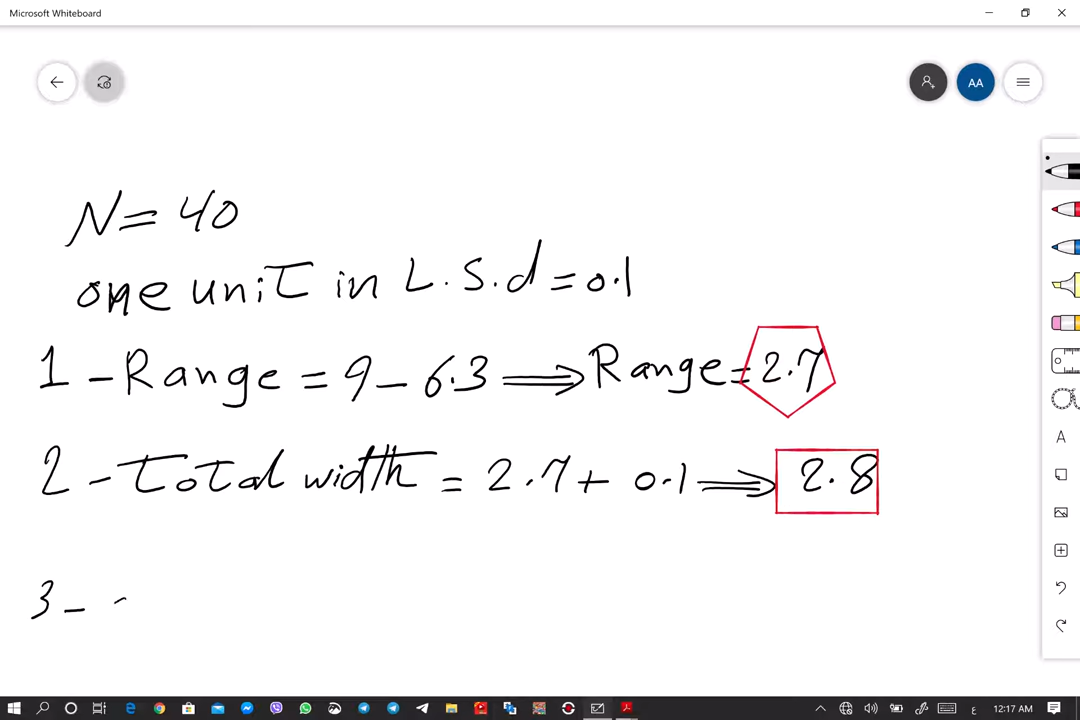 Microsoft Whiteboard
AA
N = 40
one unit in L.S.d = 0.1
1 - Range = 9 - 6.3 ⟹ Range = 2.7
2 - Total width = 2.7 + 0.1 ⟹ 2.8
3 -
A
ع 12:17 AM